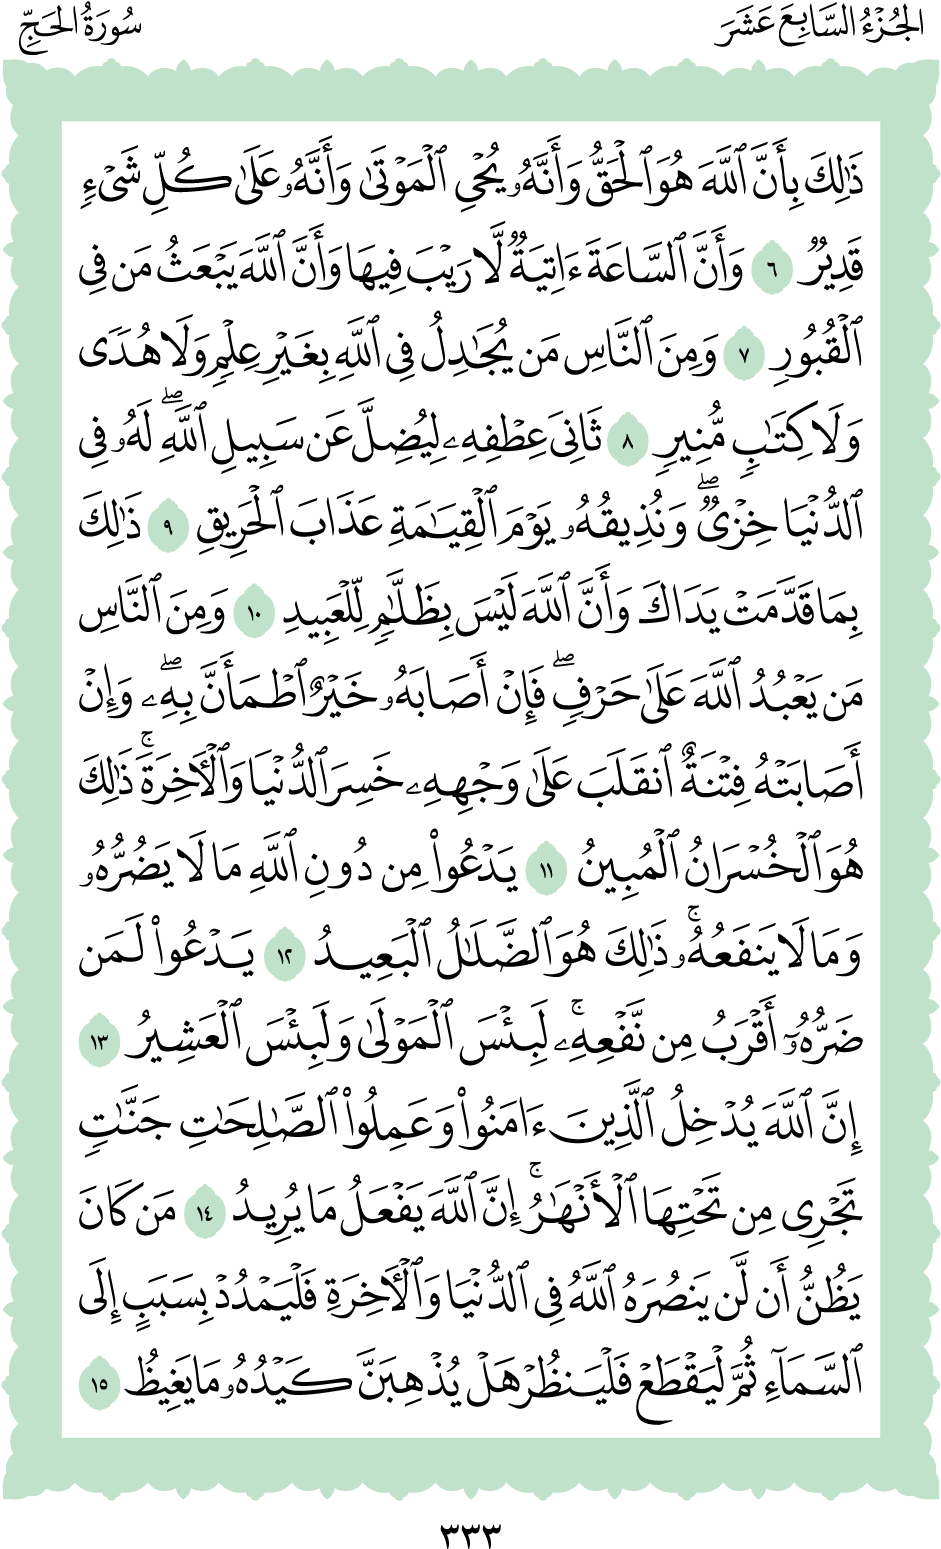 الجُزْءُ السَّابِعَ عَشَرَ
سُورَةُ الحَجِّ
ذَٰلِكَ بِأَنَّ ٱللَّهَ هُوَ ٱلْحَقُّ وَأَنَّهُۥ يُحْىِ ٱلْمَوْتَىٰ وَأَنَّهُۥ عَلَىٰ كُلِّ شَىْءٍ
قَدِيرٌ ٦ وَأَنَّ ٱلسَّاعَةَ ءَاتِيَةٌ لَّا رَيْبَ فِيهَا وَأَنَّ ٱللَّهَ يَبْعَثُ مَن فِى
ٱلْقُبُورِ ٧ وَمِنَ ٱلنَّاسِ مَن يُجَٰدِلُ فِى ٱللَّهِ بِغَيْرِ عِلْمٍ وَلَا هُدًى
وَلَا كِتَٰبٍ مُّنِيرٍ ٨ ثَانِىَ عِطْفِهِۦ لِيُضِلَّ عَن سَبِيلِ ٱللَّهِۖ لَهُۥ فِى
ٱلدُّنْيَا خِزْىٌۖ وَنُذِيقُهُۥ يَوْمَ ٱلْقِيَٰمَةِ عَذَابَ ٱلْحَرِيقِ ٩ ذَٰلِكَ
بِمَا قَدَّمَتْ يَدَاكَ وَأَنَّ ٱللَّهَ لَيْسَ بِظَلَّٰمٍ لِّلْعَبِيدِ ١٠ وَمِنَ ٱلنَّاسِ
مَن يَعْبُدُ ٱللَّهَ عَلَىٰ حَرْفٍۖ فَإِنْ أَصَابَهُۥ خَيْرٌ ٱطْمَأَنَّ بِهِۦۖ وَإِنْ
أَصَابَتْهُ فِتْنَةٌ ٱنقَلَبَ عَلَىٰ وَجْهِهِۦ خَسِرَ ٱلدُّنْيَا وَٱلْـَٔاخِرَةَۚ ذَٰلِكَ
هُوَ ٱلْخُسْرَانُ ٱلْمُبِينُ ١١ يَدْعُوا۟ مِن دُونِ ٱللَّهِ مَا لَا يَضُرُّهُۥ
وَمَا لَا يَنفَعُهُۥۚ ذَٰلِكَ هُوَ ٱلضَّلَٰلُ ٱلْبَعِيدُ ١٢ يَدْعُوا۟ لَمَن
ضَرُّهُۥٓ أَقْرَبُ مِن نَّفْعِهِۦۚ لَبِئْسَ ٱلْمَوْلَىٰ وَلَبِئْسَ ٱلْعَشِيرُ ١٣
إِنَّ ٱللَّهَ يُدْخِلُ ٱلَّذِينَ ءَامَنُوا۟ وَعَمِلُوا۟ ٱلصَّٰلِحَٰتِ جَنَّٰتٍ
تَجْرِى مِن تَحْتِهَا ٱلْأَنْهَٰرُۚ إِنَّ ٱللَّهَ يَفْعَلُ مَا يُرِيدُ ١٤ مَن كَانَ
يَظُنُّ أَن لَّن يَنصُرَهُ ٱللَّهُ فِى ٱلدُّنْيَا وَٱلْـَٔاخِرَةِ فَلْيَمْدُدْ بِسَبَبٍ إِلَى
ٱلسَّمَآءِ ثُمَّ لْيَقْطَعْ فَلْيَنظُرْ هَلْ يُذْهِبَنَّ كَيْدُهُۥ مَا يَغِيظُ ١٥
٣٣٣